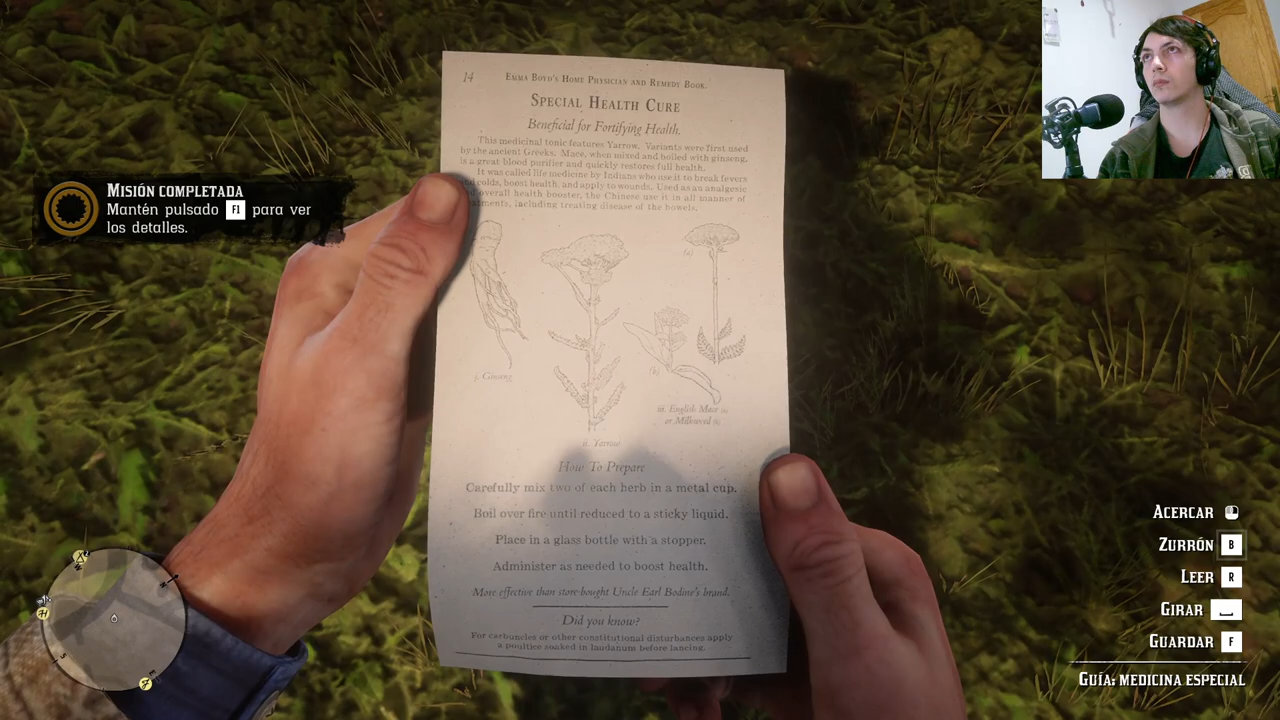 14 Emma Boyd's Home Physician and Remedy Book.
Special Health Cure
Beneficial for Fortifying Health.
This medicinal tonic features Yarrow. Variants were first used
by the ancient Greeks. Mace, when mixed and boiled with ginseng,
is a great blood purifier and quickly restores full health.
It was called life medicine by Indians who use it to break fevers
colds, boost health, and apply to wounds. Used as an analgesic
overall health booster, the Chinese use it in all manner of
including treating disease of the bowels.
(a)
(b)
i. Ginseng
iii. English Mace (a)
or Milkweed (b)
ii. Yarrow
How To Prepare
Carefully mix two of each herb in a metal cup.
Boil over fire until reduced to a sticky liquid.
Place in a glass bottle with a stopper.
Administer as needed to boost health.
More effective than store-bought Uncle Earl Bodine's brand.
Did you know?
For carbuncles or other constitutional disturbances apply
a poultice soaked in laudanum before lancing.
Misión completada
Mantén pulsado F1 para ver
los detalles.
Acercar
Zurrón B
Leer R
Girar
Guardar F
Guía: medicina especial